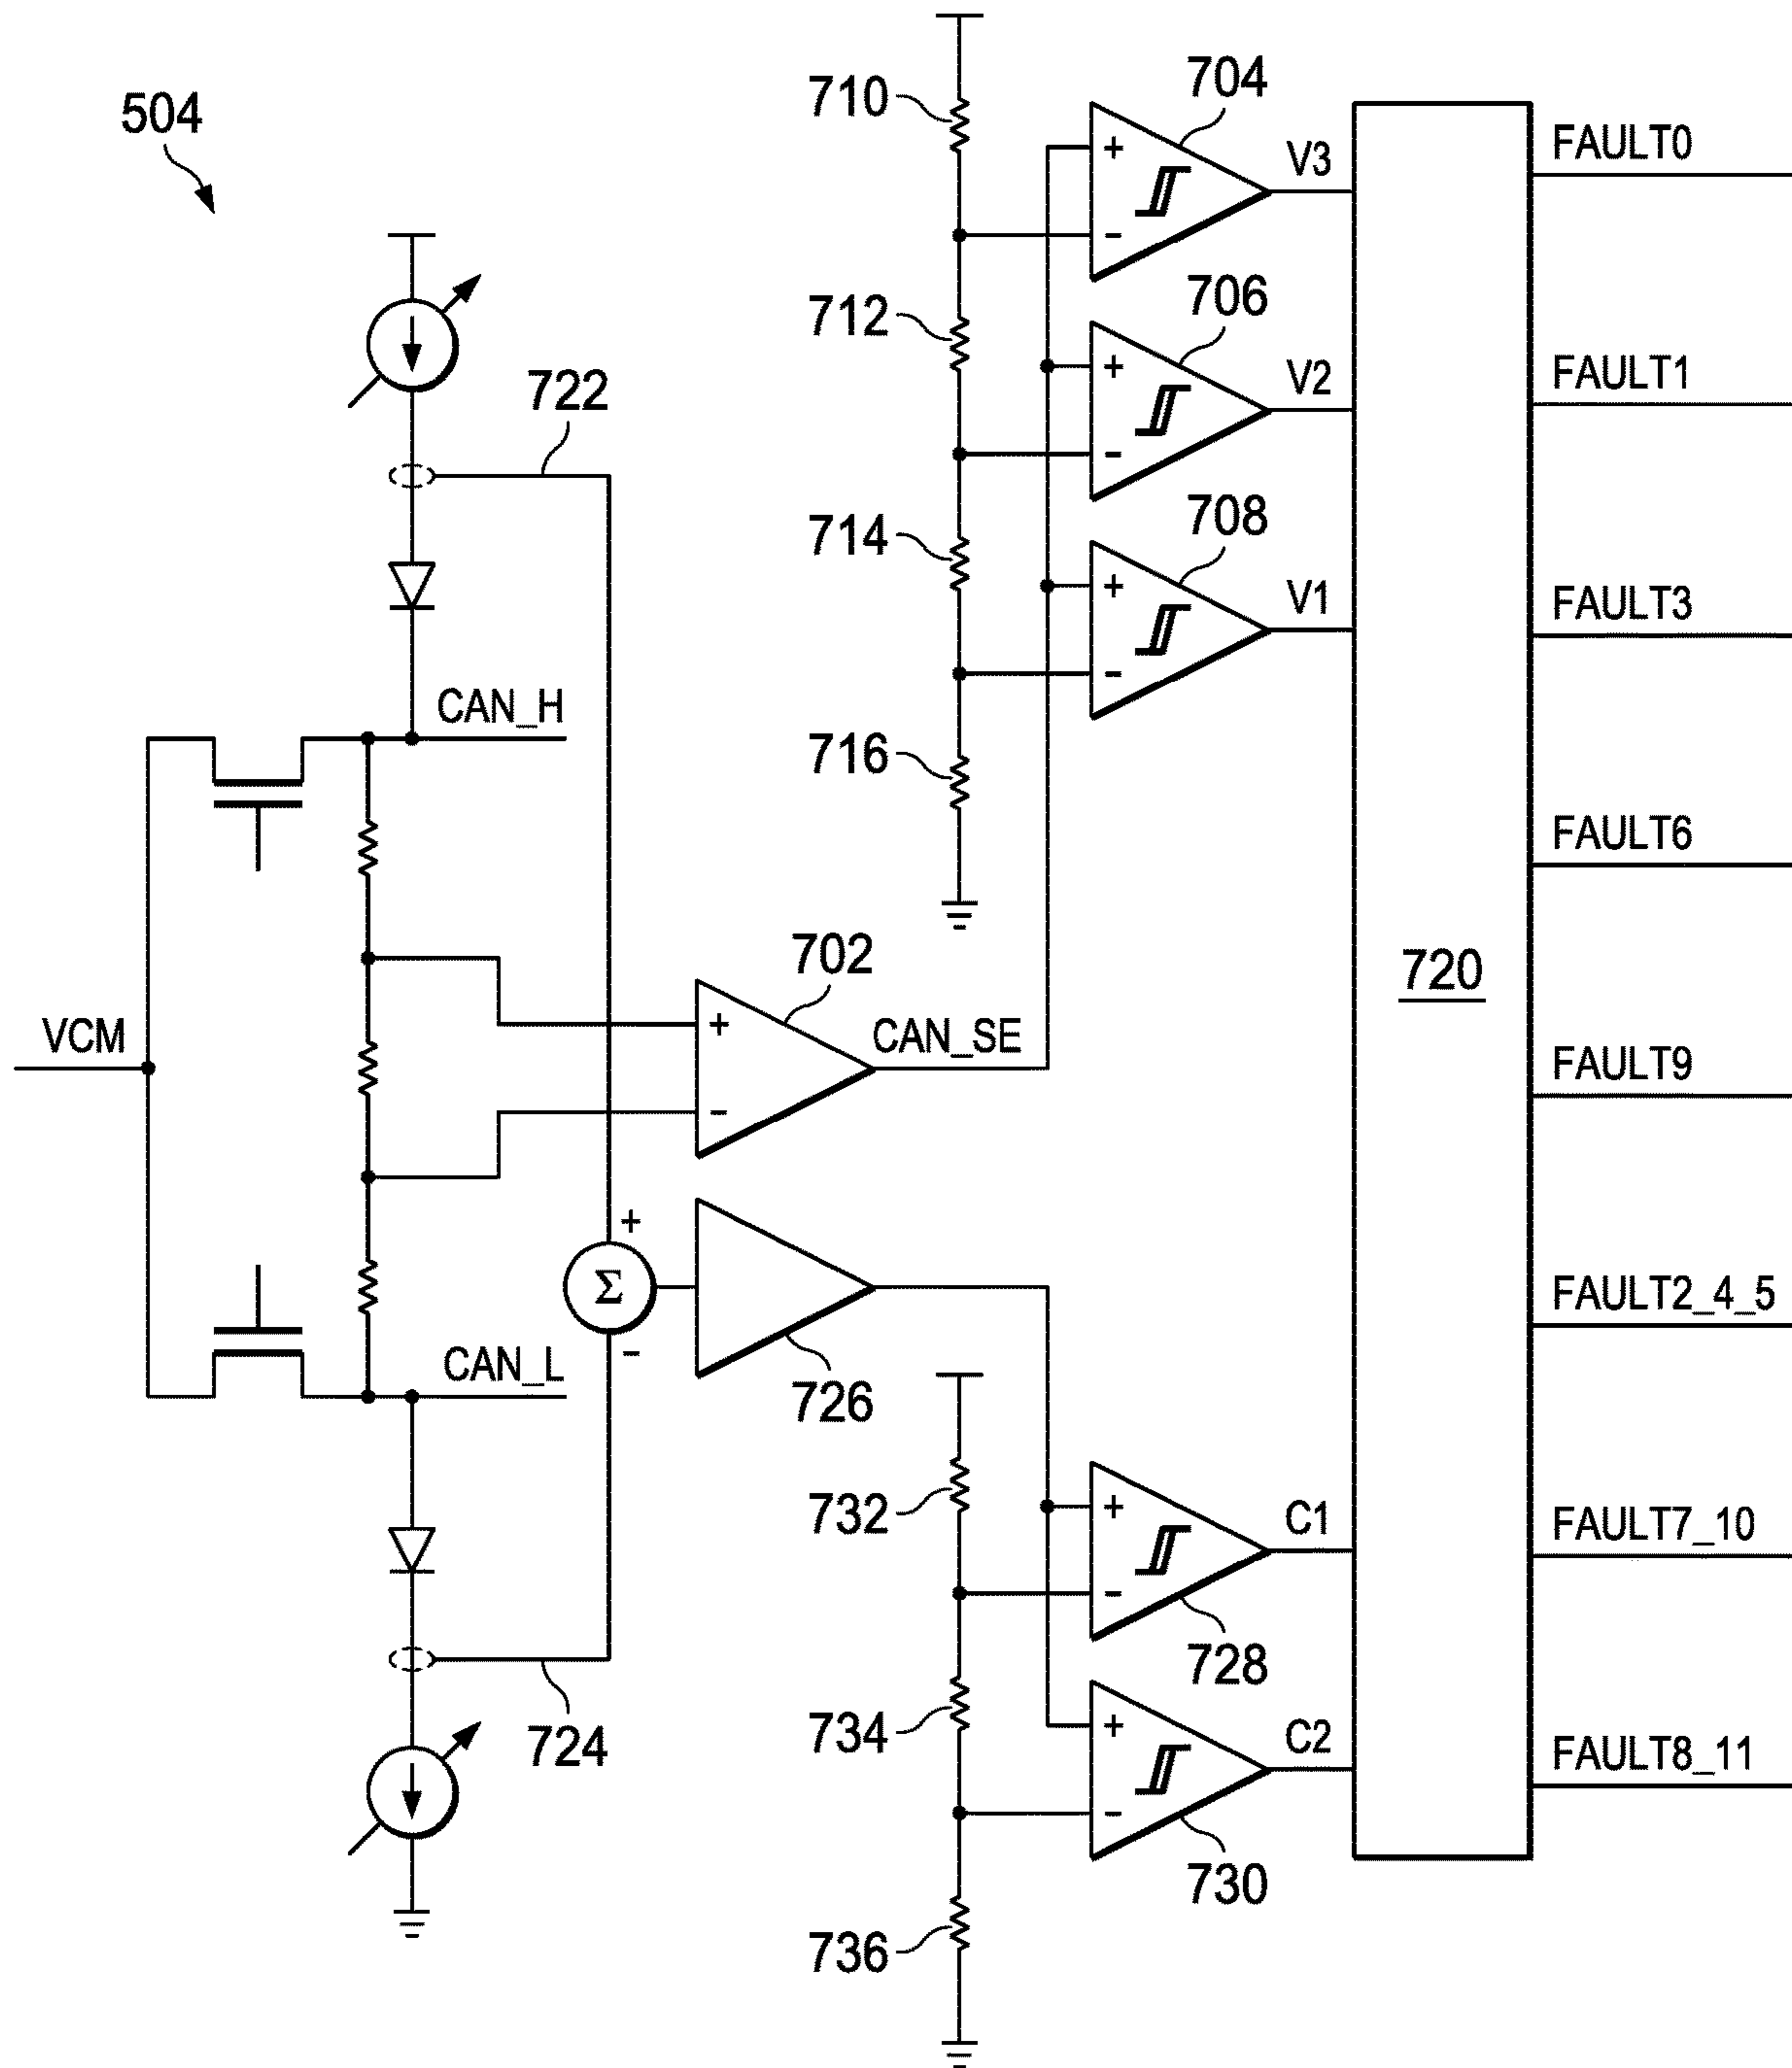 504
710
704
V3
FAULT0
712
706
V2
FAULT1
722
714
708
V1
FAULT3
CAN_H
716
FAULT6
702
720
VCM
+
-
CAN_SE
FAULT9
+
Σ
-
726
CAN_L
FAULT2_4_5
732
+
-
C1
FAULT7_10
728
724
734
+
-
C2
FAULT8_11
730
736
+
-
+
-
+
-